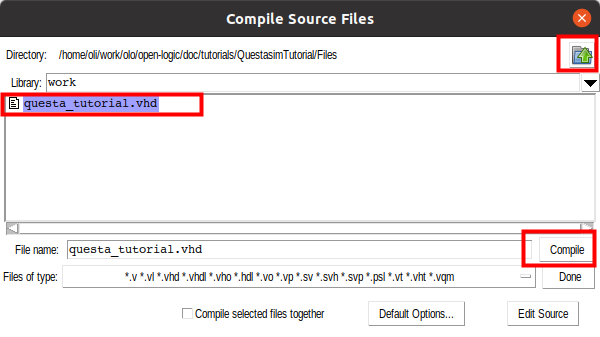 Compile Source Files
Directory: /home/oli/work/olo/open-logic/doc/tutorials/QuestasimTutorial/Files
Library: work
questa_tutorial.vhd
File name: questa_tutorial.vhd Compile
Files of type: *.v *.vl *.vhd *.vhdl *.vho *.hdl *.vo *.vp *.sv *.svh *.svp *.psl *.vt *.vht *.vqm Done
Compile selected files together Default Options... Edit Source